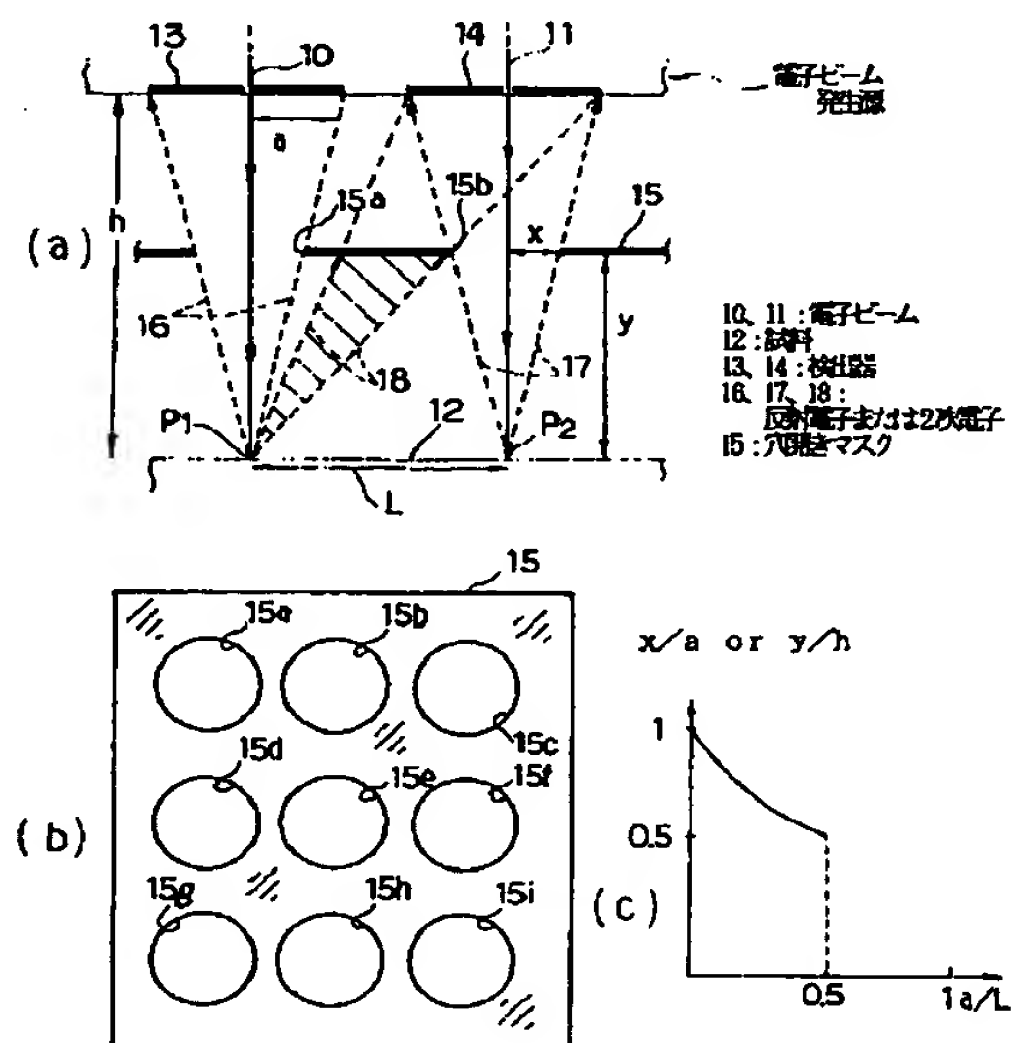 13
10
14
11
電子ビーム
発生源
a
15a
15b
15
h
x
(a)
y
16
18
17
P1
12
P2
L
10、11:電子ビーム
12:試料
13、14:検出器
16、17、18:
反射電子または2次電子
15:穴開きマスク
15
15a
15b
15c
15d
15e
15f
(b)
15g
15h
15i
x/a or y/h
1
0.5
(c)
0.5
1
a/L